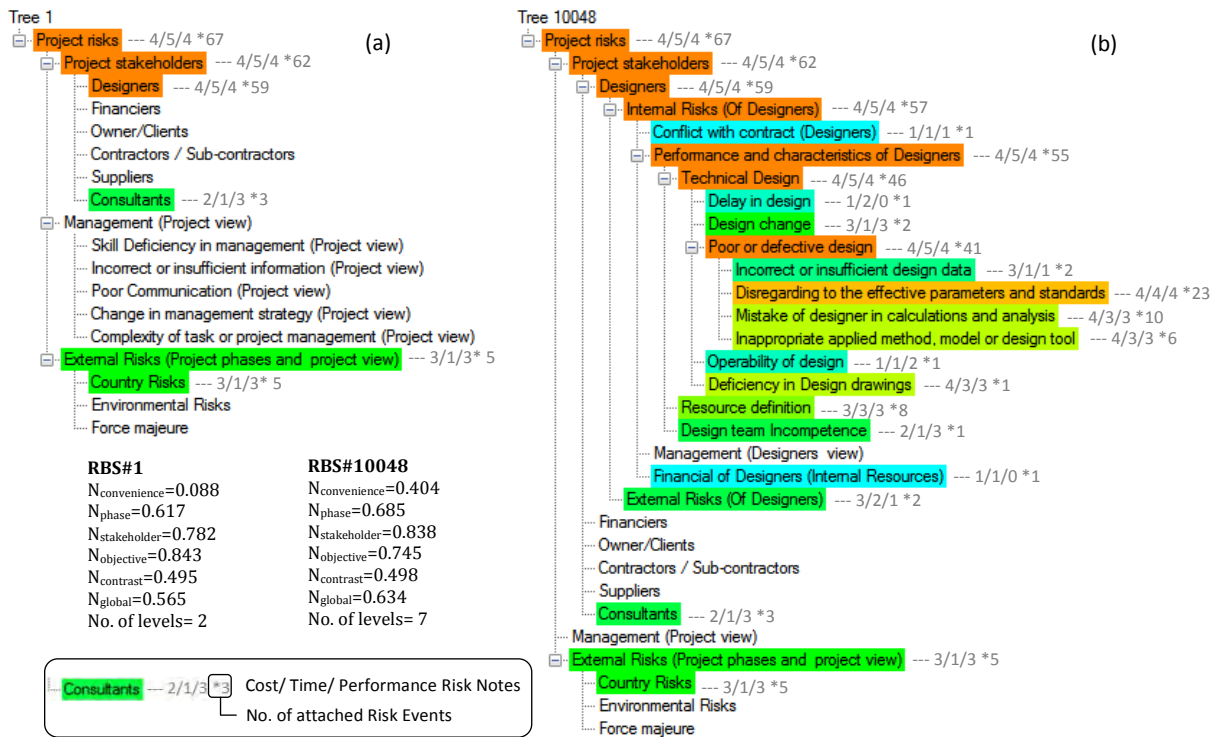 Tree 1
(a)
Project risks --- 4/5/4 *67
Project stakeholders --- 4/5/4 *62
Designers --- 4/5/4 *59
Financiers
Owner/Clients
Contractors / Sub-contractors
Suppliers
Consultants --- 2/1/3 *3
Management (Project view)
Skill Deficiency in management (Project view)
Incorrect or insufficient information (Project view)
Poor Communication (Project view)
Change in management strategy (Project view)
Complexity of task or project management (Project view)
External Risks (Project phases and project view) --- 3/1/3* 5
Country Risks --- 3/1/3* 5
Environmental Risks
Force majeure
RBS#1
Nconvenience=0.088
Nphase=0.617
Nstakeholder=0.782
Nobjective=0.843
Ncontrast=0.495
Nglobal=0.565
No. of levels= 2
RBS#10048
Nconvenience=0.404
Nphase=0.685
Nstakeholder=0.838
Nobjective=0.745
Ncontrast=0.498
Nglobal=0.634
No. of levels= 7
Consultants --- 2/1/3 *3
Cost/ Time/ Performance Risk Notes
No. of attached Risk Events
Tree 10048
(b)
Project risks --- 4/5/4 *67
Project stakeholders --- 4/5/4 *62
Designers --- 4/5/4 *59
Internal Risks (Of Designers) --- 4/5/4 *57
Conflict with contract (Designers) --- 1/1/1 *1
Performance and characteristics of Designers --- 4/5/4 *55
Technical Design --- 4/5/4 *46
Delay in design --- 1/2/0 *1
Design change --- 3/1/3 *2
Poor or defective design --- 4/5/4 *41
Incorrect or insufficient design data --- 3/1/1 *2
Disregarding to the effective parameters and standards --- 4/4/4 *23
Mistake of designer in calculations and analysis --- 4/3/3 *10
Inappropriate applied method, model or design tool --- 4/3/3 *6
Operability of design --- 1/1/2 *1
Deficiency in Design drawings --- 4/3/3 *1
Resource definition --- 3/3/3 *8
Design team Incompetence --- 2/1/3 *1
Management (Designers view)
Financial of Designers (Internal Resources) --- 1/1/0 *1
External Risks (Of Designers) --- 3/2/1 *2
Financiers
Owner/Clients
Contractors / Sub-contractors
Suppliers
Consultants --- 2/1/3 *3
Management (Project view)
External Risks (Project phases and project view) --- 3/1/3 *5
Country Risks --- 3/1/3 *5
Environmental Risks
Force majeure